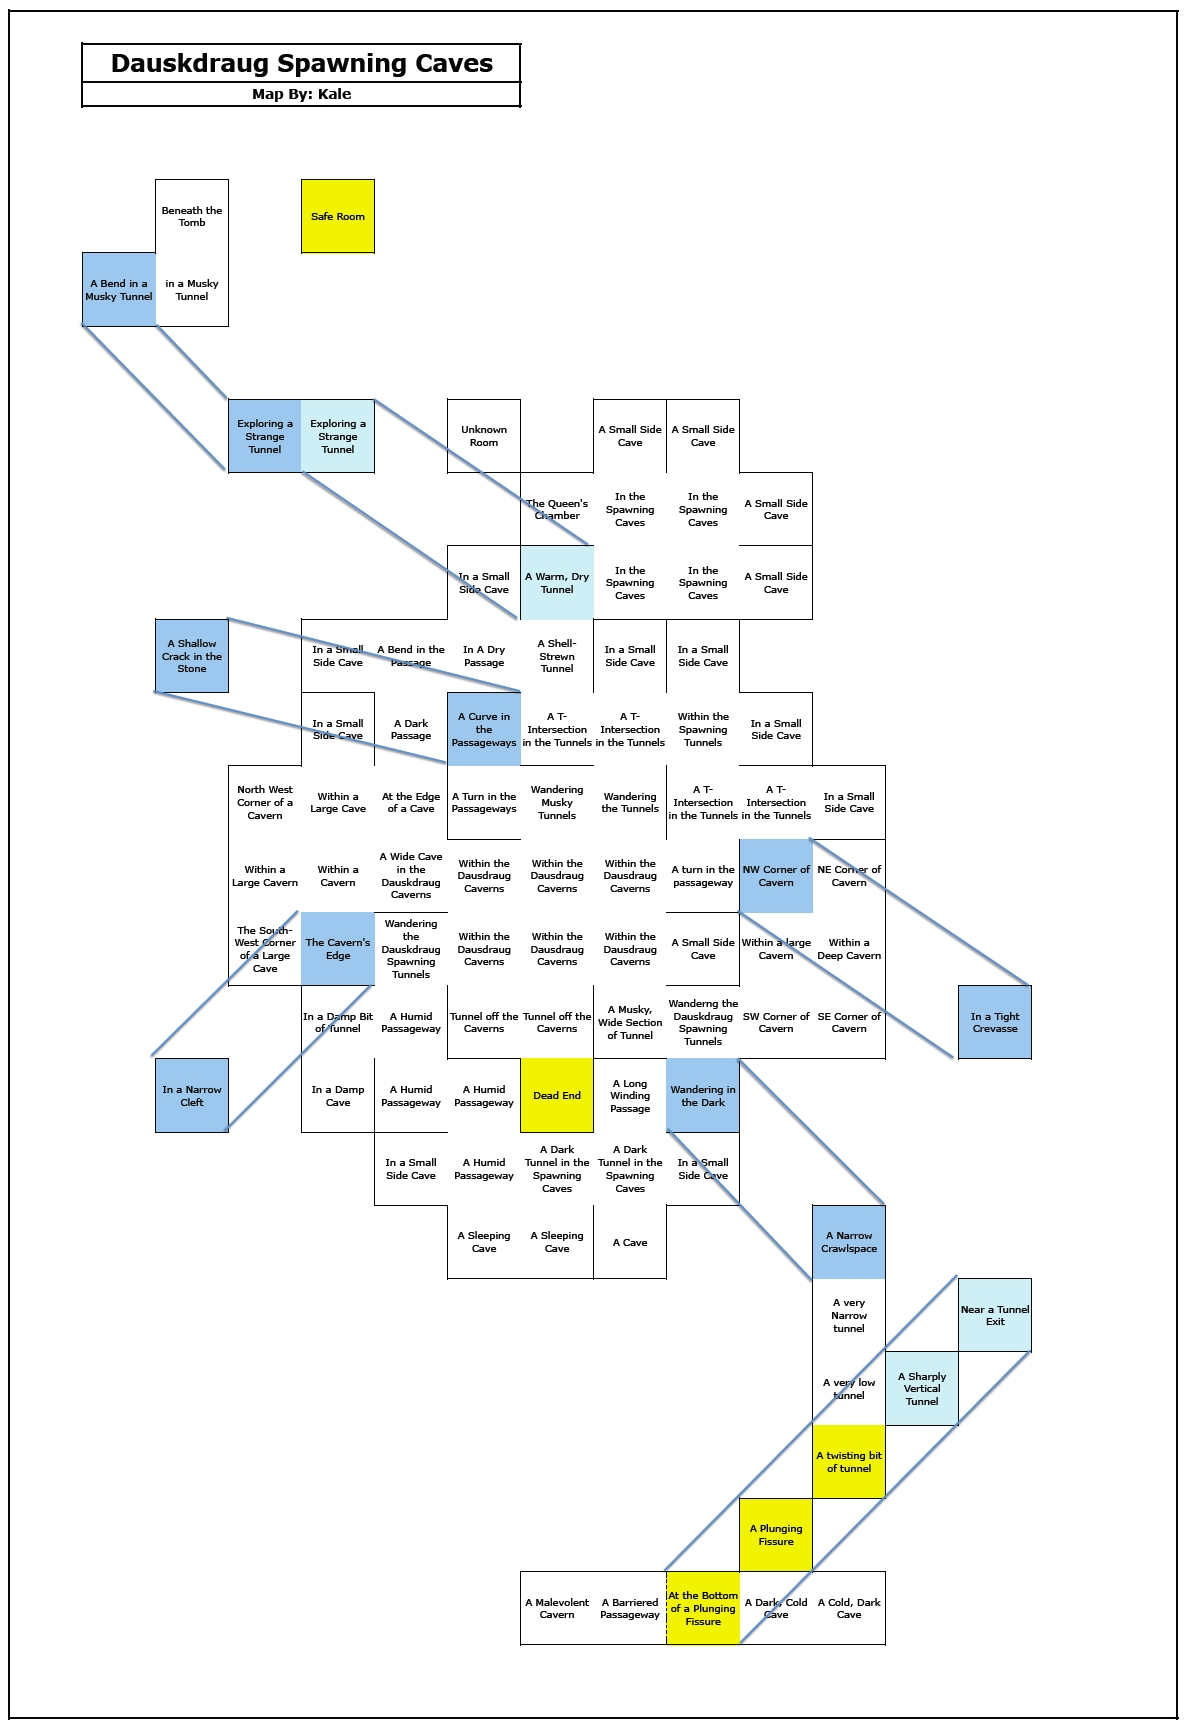 Dauskdraug Spawning Caves
Map By: Kale
Beneath the
Tomb
Safe Room
A Bend in a
Musky Tunnel
in a Musky
Tunnel
Exploring a
Strange
Tunnel
Exploring a
Strange
Tunnel
Unknown
Room
A Small Side
Cave
A Small Side
Cave
The Queen's
Chamber
In the
Spawning
Caves
In the
Spawning
Caves
A Small Side
Cave
In a Small
Side Cave
A Warm, Dry
Tunnel
In the
Spawning
Caves
In the
Spawning
Caves
A Small Side
Cave
A Shallow
Crack in the
Stone
In a Small
Side Cave
A Bend in the
Passage
In A Dry
Passage
A Shell-
Strewn
Tunnel
In a Small
Side Cave
In a Small
Side Cave
In a Small
Side Cave
A Dark
Passage
A Curve in
the
Passageways
A T-
Intersection
in the Tunnels
A T-
Intersection
in the Tunnels
Within the
Spawning
Tunnels
In a Small
Side Cave
North West
Corner of a
Cavern
Within a
Large Cave
At the Edge
of a Cave
A Turn in the
Passageways
Wandering
Musky
Tunnels
Wandering
the Tunnels
A T-
Intersection
in the Tunnels
A T-
Intersection
in the Tunnels
In a Small
Side Cave
Within a
Large Cavern
Within a
Cavern
A Wide Cave
in the
Dauskdraug
Caverns
Within the
Dausdraug
Caverns
Within the
Dausdraug
Caverns
Within the
Dausdraug
Caverns
A turn in the
passageway
NW Corner of
Cavern
NE Corner of
Cavern
The South-
West Corner
of a Large
Cave
The Cavern's
Edge
Wandering
the
Dauskdraug
Spawning
Tunnels
Within the
Dausdraug
Caverns
Within the
Dausdraug
Caverns
Within the
Dausdraug
Caverns
A Small Side
Cave
Within a large
Cavern
Within a
Deep Cavern
In a Damp Bit
of Tunnel
A Humid
Passageway
Tunnel off the
Caverns
Tunnel off the
Caverns
A Musky,
Wide Section
of Tunnel
Wanderng the
Dauskdraug
Spawning
Tunnels
SW Corner of
Cavern
SE Corner of
Cavern
In a Tight
Crevasse
In a Narrow
Cleft
In a Damp
Cave
A Humid
Passageway
A Humid
Passageway
Dead End
A Long
Winding
Passage
Wandering in
the Dark
In a Small
Side Cave
A Humid
Passageway
A Dark
Tunnel in the
Spawning
Caves
A Dark
Tunnel in the
Spawning
Caves
In a Small
Side Cave
A Sleeping
Cave
A Sleeping
Cave
A Cave
A Narrow
Crawlspace
A very
Narrow
tunnel
Near a Tunnel
Exit
A very low
tunnel
A Sharply
Vertical
Tunnel
A twisting bit
of tunnel
A Plunging
Fissure
A Malevolent
Cavern
A Barriered
Passageway
At the Bottom
of a Plunging
Fissure
A Dark, Cold
Cave
A Cold, Dark
Cave